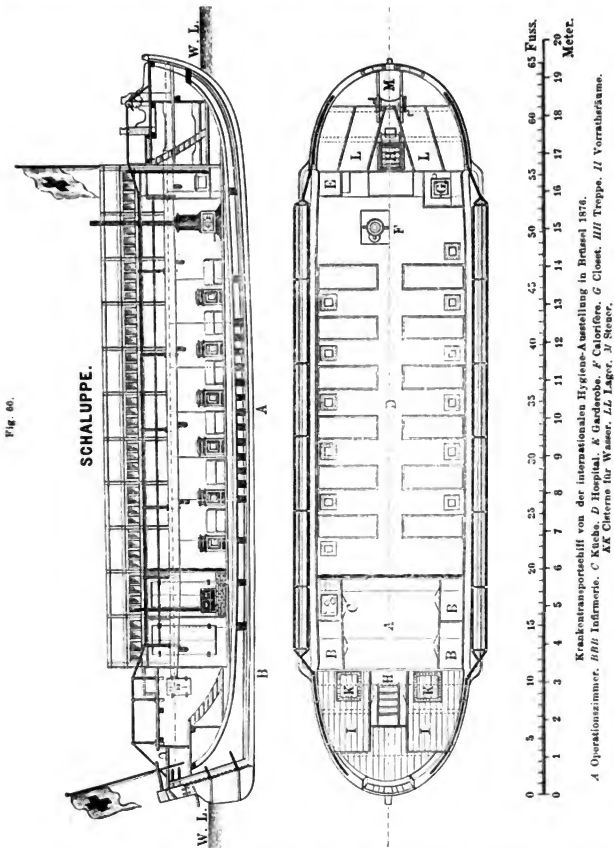 Fig. 60.
SCHALUPPE.
W. L. W. L.
B A
M
H
L L
E
G
F
D
C
B B B
A
K K
H
I I
0 5 10 15 20 25 30 35 40 45 50 55 60 65 Fuss.
0 1 2 3 4 5 6 7 8 9 10 11 12 13 14 15 16 17 18 19 20 Meter.
Krankentransportschiff von der internationalen Hygiene-Ausstellung in Brüssel 1876.
A Operationszimmer. BBB Infirmerie. C Küche. D Hospital. E Garderobe. F Calorifère. G Closet. HH Treppe. II Vorrathsräume.
KK Cisterne für Wasser. LL Lager. M Steuer.